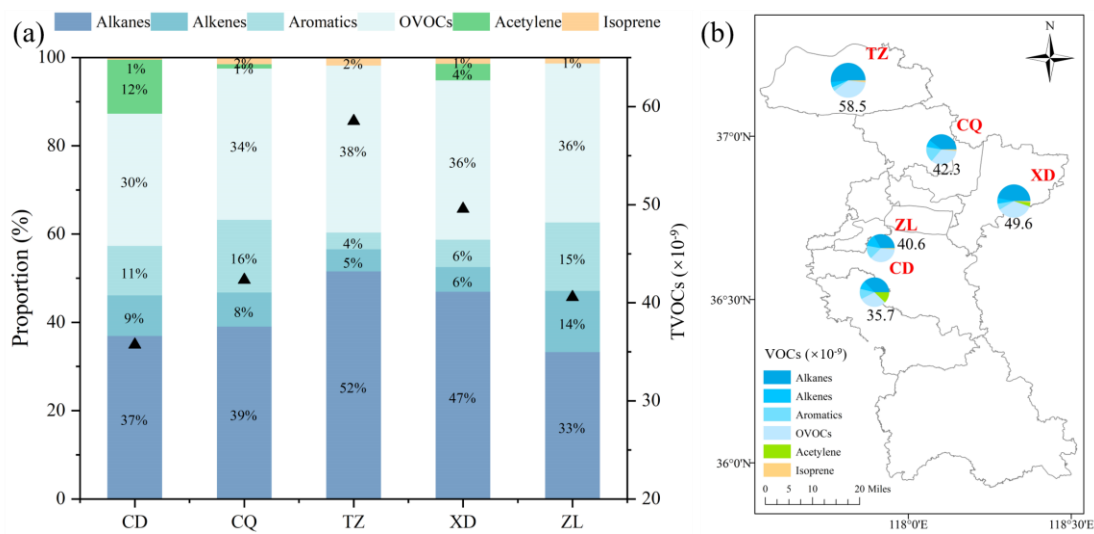 (a)
Alkanes Alkenes Aromatics OVOCs Acetylene Isoprene
Proportion (%)
100
80
60
40
20
0
1%
12%
30%
11%
9%
37%
2%
1%
34%
16%
8%
39%
2%
38%
4%
5%
52%
1%
4%
36%
6%
6%
47%
1%
36%
15%
14%
33%
60
50
40
30
20
TVOCs (×10⁻⁹)
CD CQ TZ XD ZL
(b)
N
TZ
58.5
CQ
42.3
XD
49.6
ZL
40.6
CD
35.7
37°0'N
36°30'N
36°0'N
VOCs (×10⁻⁹)
Alkanes
Alkenes
Aromatics
OVOCs
Acetylene
Isoprene
0 5 10 20 Miles
118°0'E 118°30'E